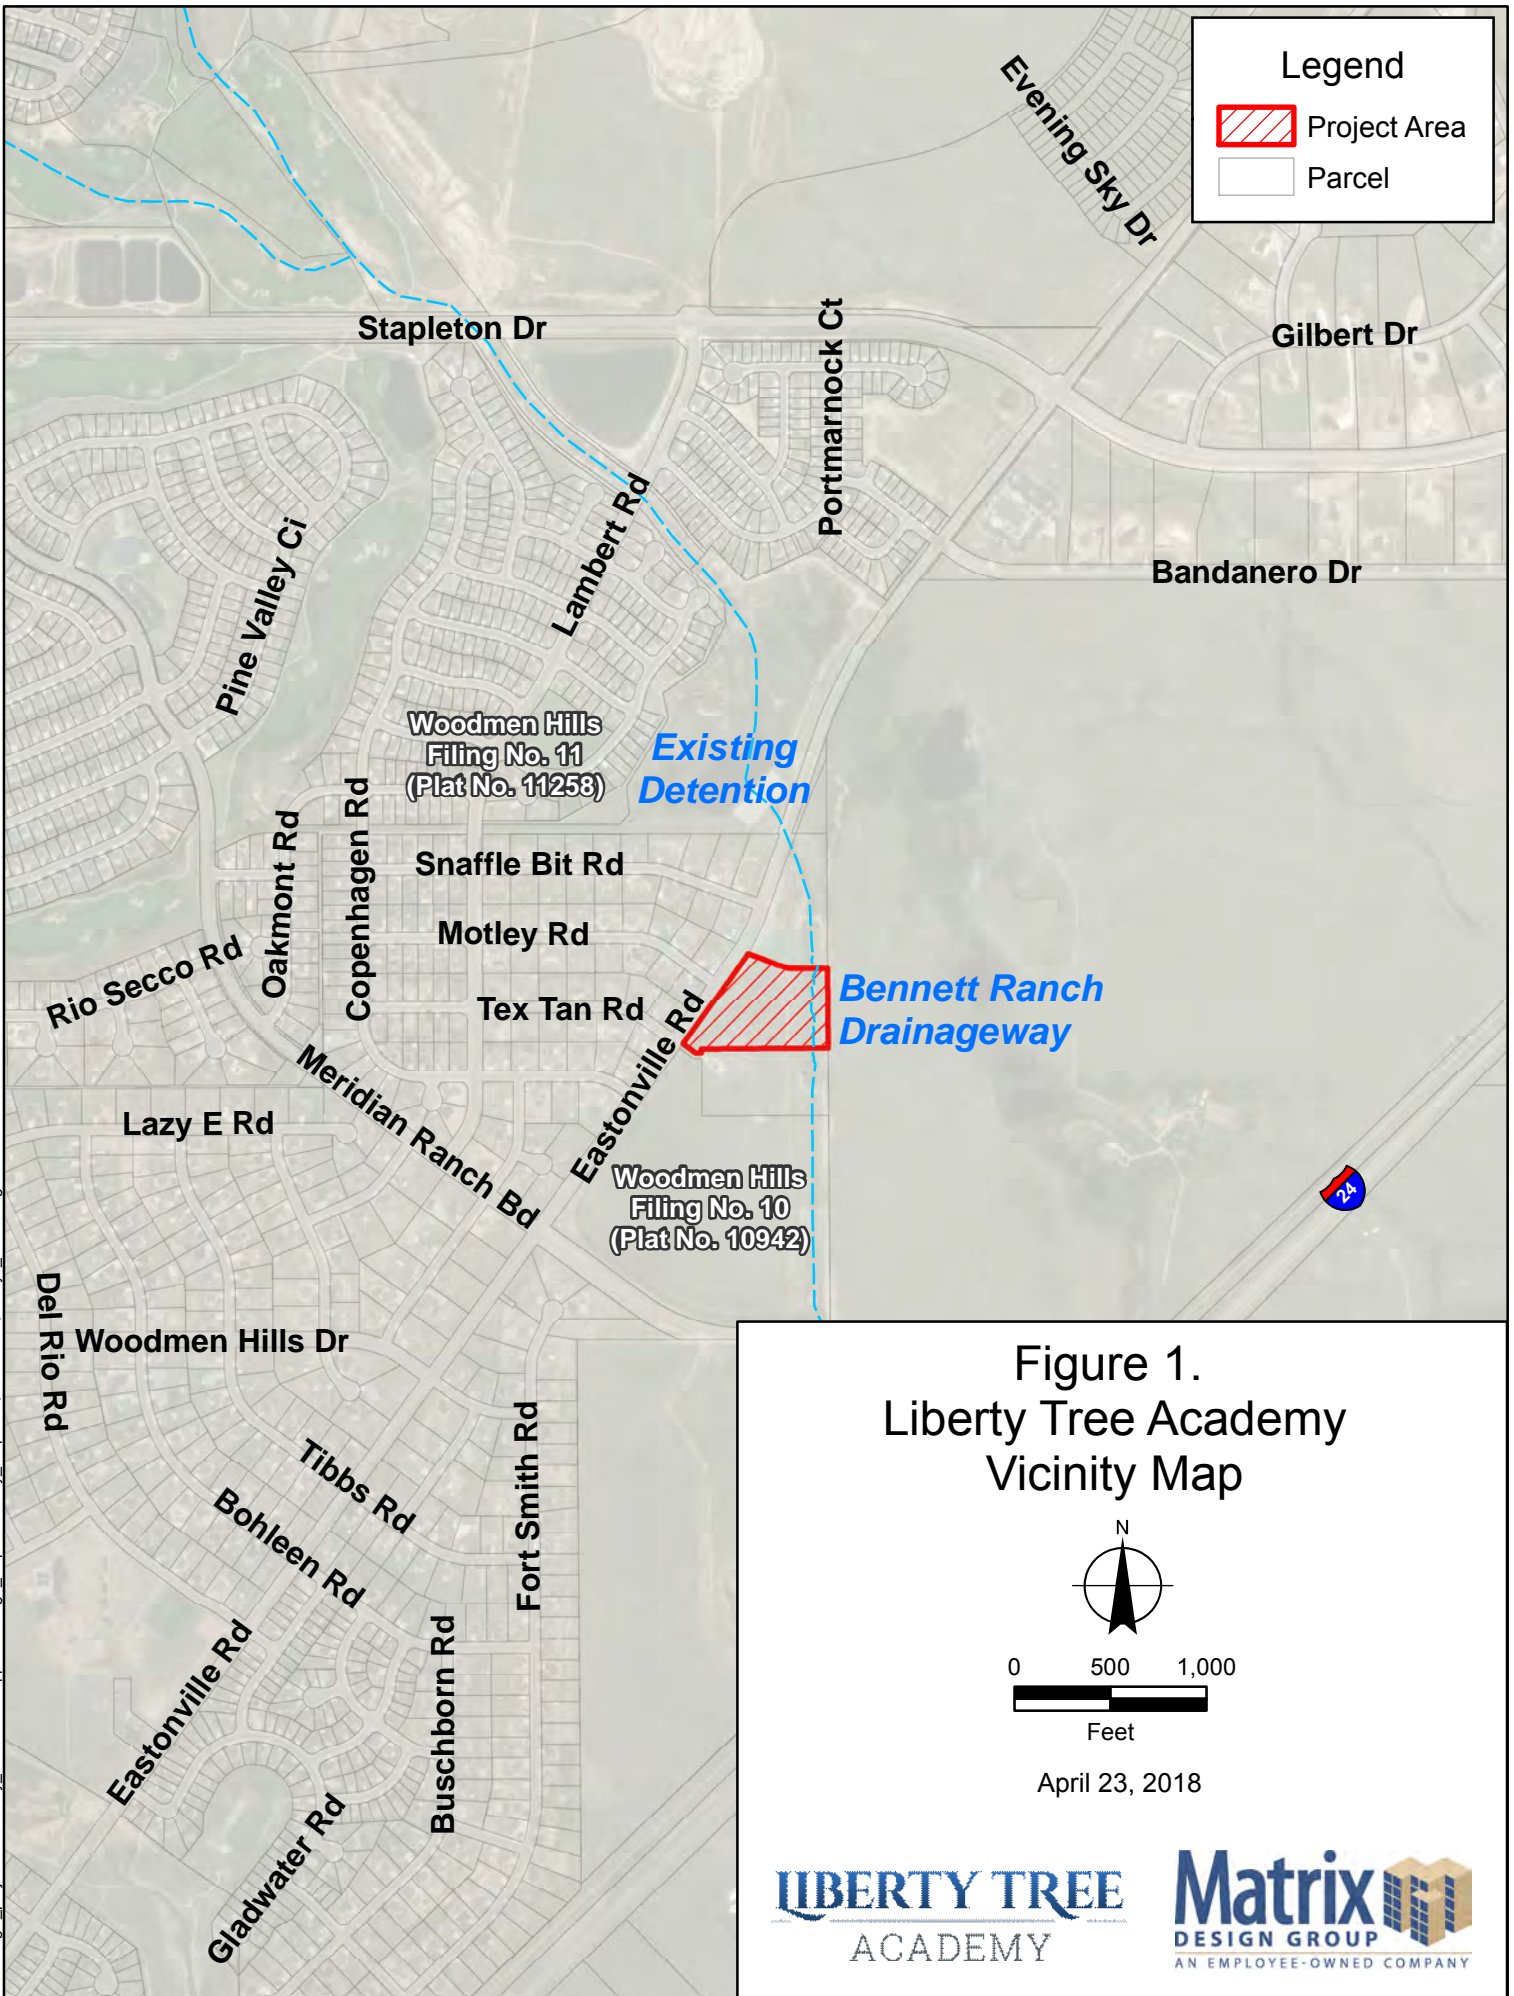 Legend
Project Area
Parcel
Evening Sky Dr
Stapleton Dr
Portmarnock Ct
Gilbert Dr
Lambert Rd
Pine Valley Ci
Bandanero Dr
Woodmen Hills
Filing No. 11
(Plat No. 11258)
Existing
Detention
Oakmont Rd
Copenhagen Rd
Snaffle Bit Rd
Motley Rd
Rio Secco Rd
Tex Tan Rd
Eastonville Rd
Bennett Ranch
Drainageway
Meridian Ranch Bd
Lazy E Rd
Woodmen Hills
Filing No. 10
(Plat No. 10942)
24
Del Rio Rd
Woodmen Hills Dr
Tibbs Rd
Fort Smith Rd
Bohleen Rd
Eastonville Rd
Buschborn Rd
Gladwater Rd
Figure 1.
Liberty Tree Academy
Vicinity Map
N
0 500 1,000
Feet
April 23, 2018
LIBERTY TREE
ACADEMY
Matrix
DESIGN GROUP
AN EMPLOYEE-OWNED COMPANY